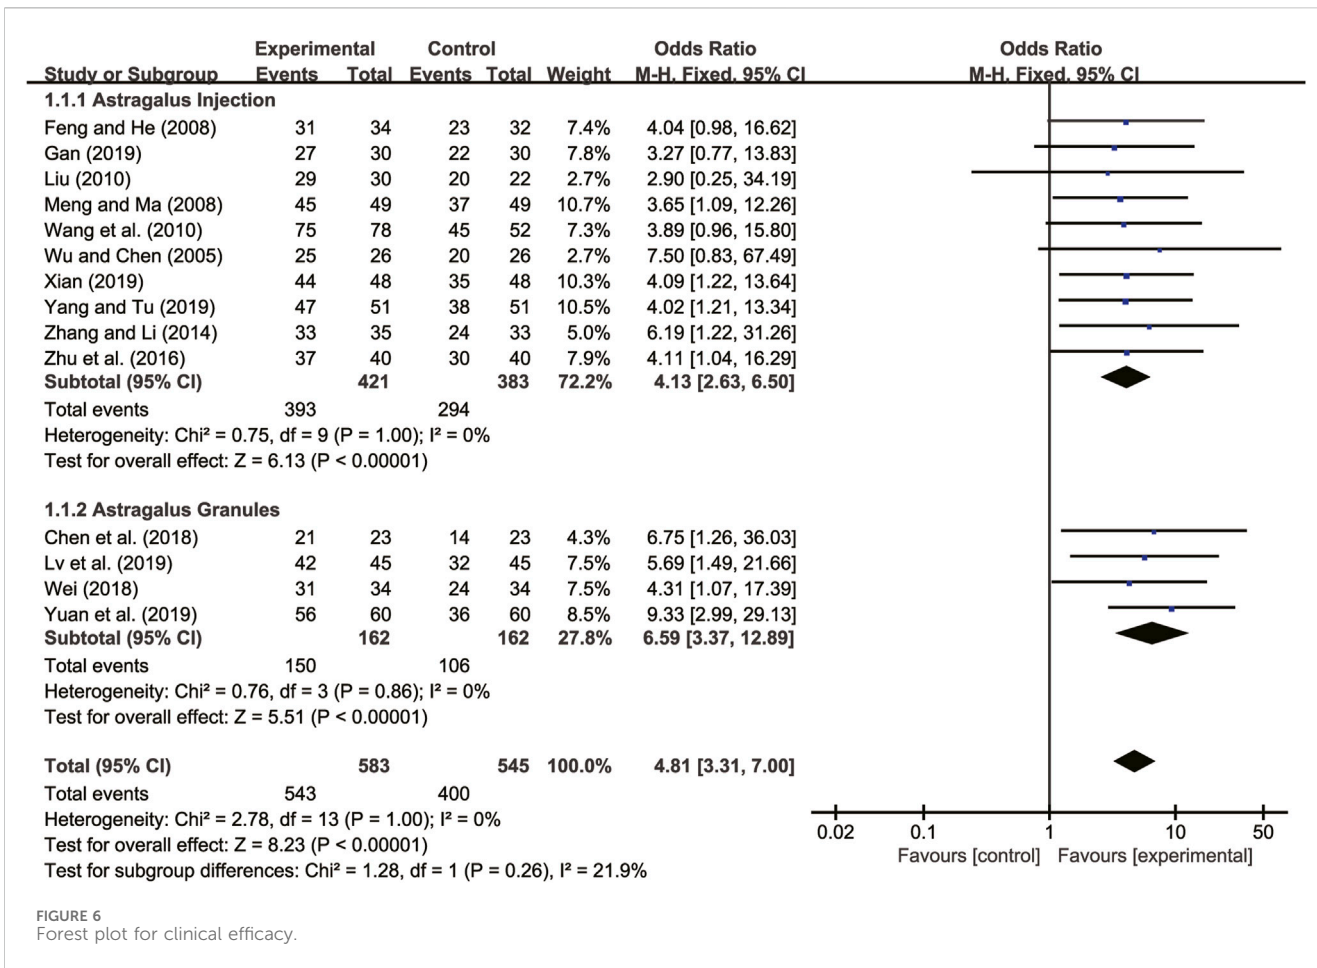 Experimental Control Odds Ratio Odds Ratio
Study or Subgroup Events Total Events Total Weight M-H. Fixed. 95% CI M-H. Fixed. 95% CI
1.1.1 Astragalus Injection
Feng and He (2008) 31 34 23 32 7.4% 4.04 [0.98, 16.62]
Gan (2019) 27 30 22 30 7.8% 3.27 [0.77, 13.83]
Liu (2010) 29 30 20 22 2.7% 2.90 [0.25, 34.19]
Meng and Ma (2008) 45 49 37 49 10.7% 3.65 [1.09, 12.26]
Wang et al. (2010) 75 78 45 52 7.3% 3.89 [0.96, 15.80]
Wu and Chen (2005) 25 26 20 26 2.7% 7.50 [0.83, 67.49]
Xian (2019) 44 48 35 48 10.3% 4.09 [1.22, 13.64]
Yang and Tu (2019) 47 51 38 51 10.5% 4.02 [1.21, 13.34]
Zhang and Li (2014) 33 35 24 33 5.0% 6.19 [1.22, 31.26]
Zhu et al. (2016) 37 40 30 40 7.9% 4.11 [1.04, 16.29]
Subtotal (95% CI) 421 383 72.2% 4.13 [2.63, 6.50]
Total events 393 294
Heterogeneity: Chi² = 0.75, df = 9 (P = 1.00); I² = 0%
Test for overall effect: Z = 6.13 (P < 0.00001)
1.1.2 Astragalus Granules
Chen et al. (2018) 21 23 14 23 4.3% 6.75 [1.26, 36.03]
Lv et al. (2019) 42 45 32 45 7.5% 5.69 [1.49, 21.66]
Wei (2018) 31 34 24 34 7.5% 4.31 [1.07, 17.39]
Yuan et al. (2019) 56 60 36 60 8.5% 9.33 [2.99, 29.13]
Subtotal (95% CI) 162 162 27.8% 6.59 [3.37, 12.89]
Total events 150 106
Heterogeneity: Chi² = 0.76, df = 3 (P = 0.86); I² = 0%
Test for overall effect: Z = 5.51 (P < 0.00001)
Total (95% CI) 583 545 100.0% 4.81 [3.31, 7.00]
Total events 543 400
Heterogeneity: Chi² = 2.78, df = 13 (P = 1.00); I² = 0%
Test for overall effect: Z = 8.23 (P < 0.00001)
Test for subgroup differences: Chi² = 1.28, df = 1 (P = 0.26), I² = 21.9%
0.02 0.1 1 10 50
Favours [control] Favours [experimental]
FIGURE 6
Forest plot for clinical efficacy.